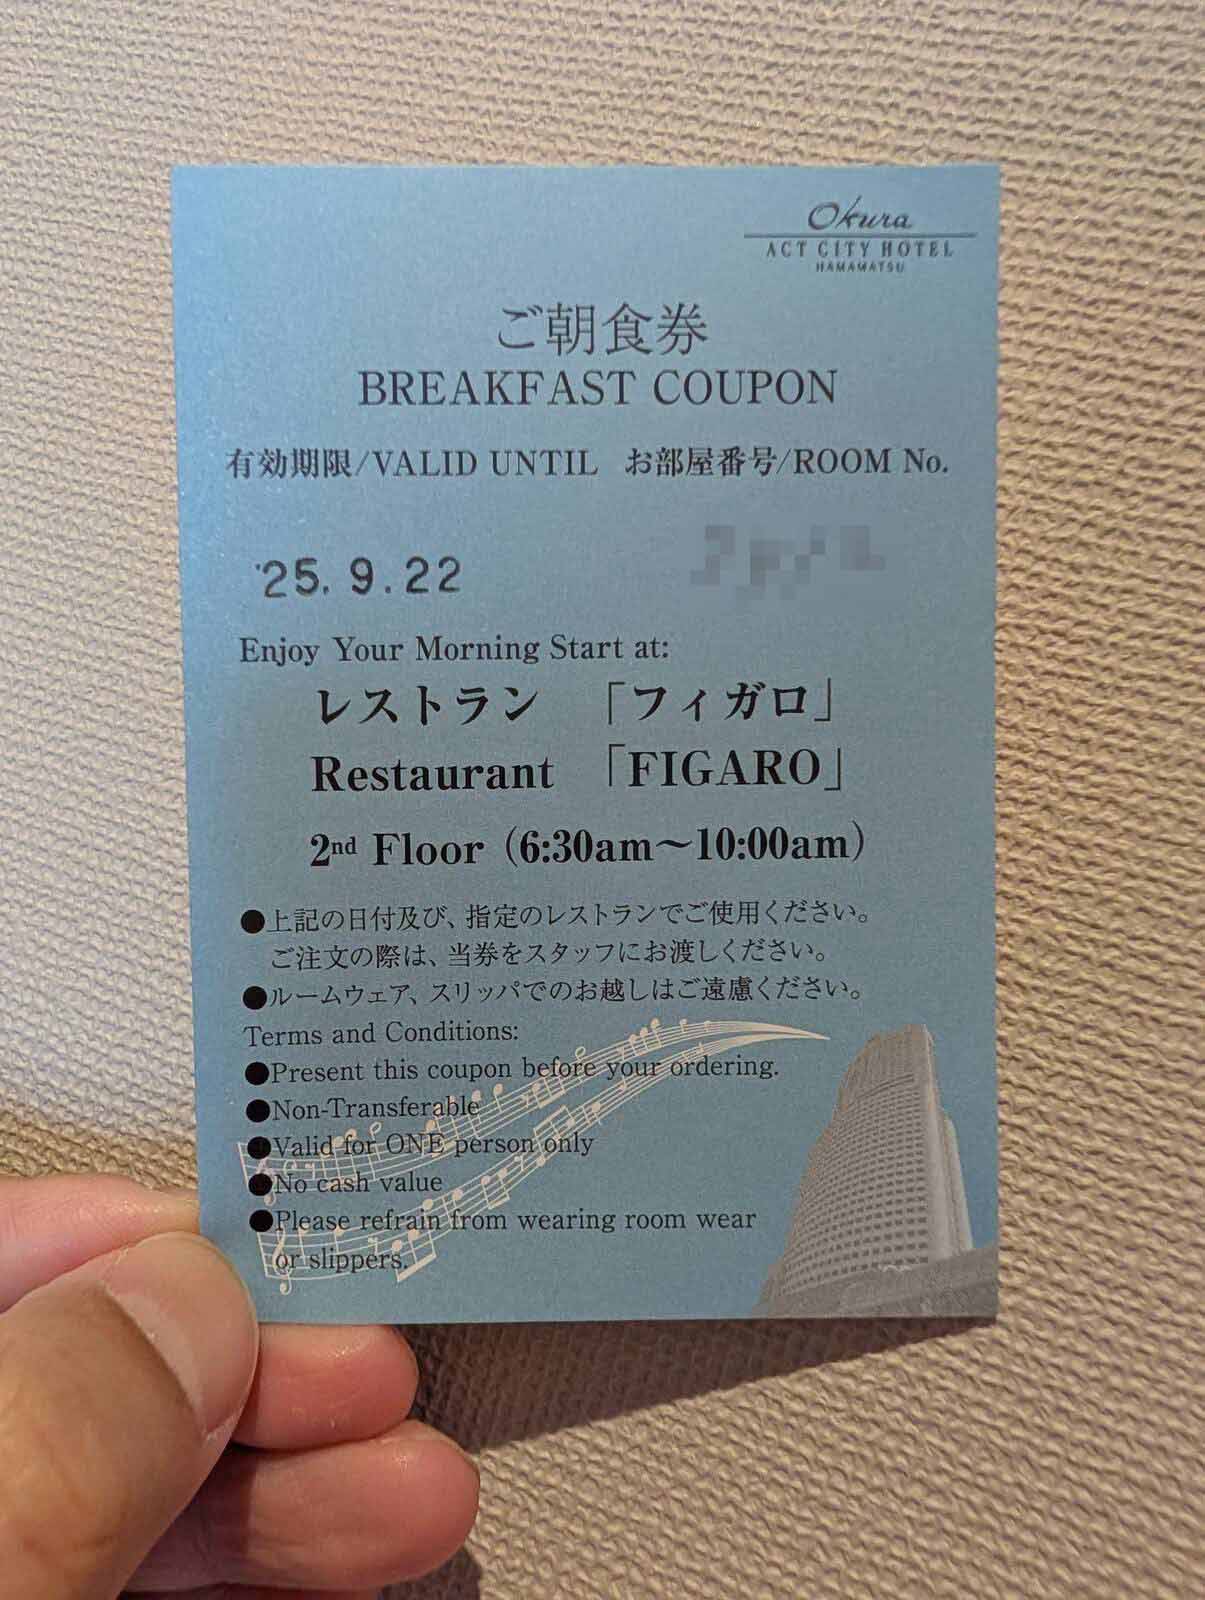 Okura
ACT CITY HOTEL
HAMAMATSU
ご朝食券
BREAKFAST COUPON
有効期限/VALID UNTIL お部屋番号/ROOM No.
'25.9.22
Enjoy Your Morning Start at:
レストラン 「フィガロ」
Restaurant 「FIGARO」
2nd Floor (6:30am～10:00am)
●上記の日付及び、指定のレストランでご使用ください。
ご注文の際は、当券をスタッフにお渡しください。
●ルームウェア、スリッパでのお越しはご遠慮ください。
Terms and Conditions:
●Present this coupon before your ordering.
●Non-Transferable
●Valid for ONE person only
●No cash value
●Please refrain from wearing room wear
or slippers.